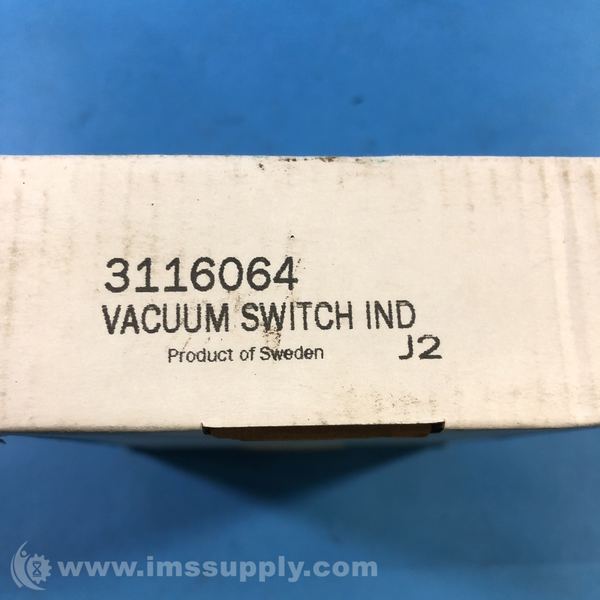 3116064
VACUUM SWITCH IND
Product of Sweden J2
www.imssupply.com